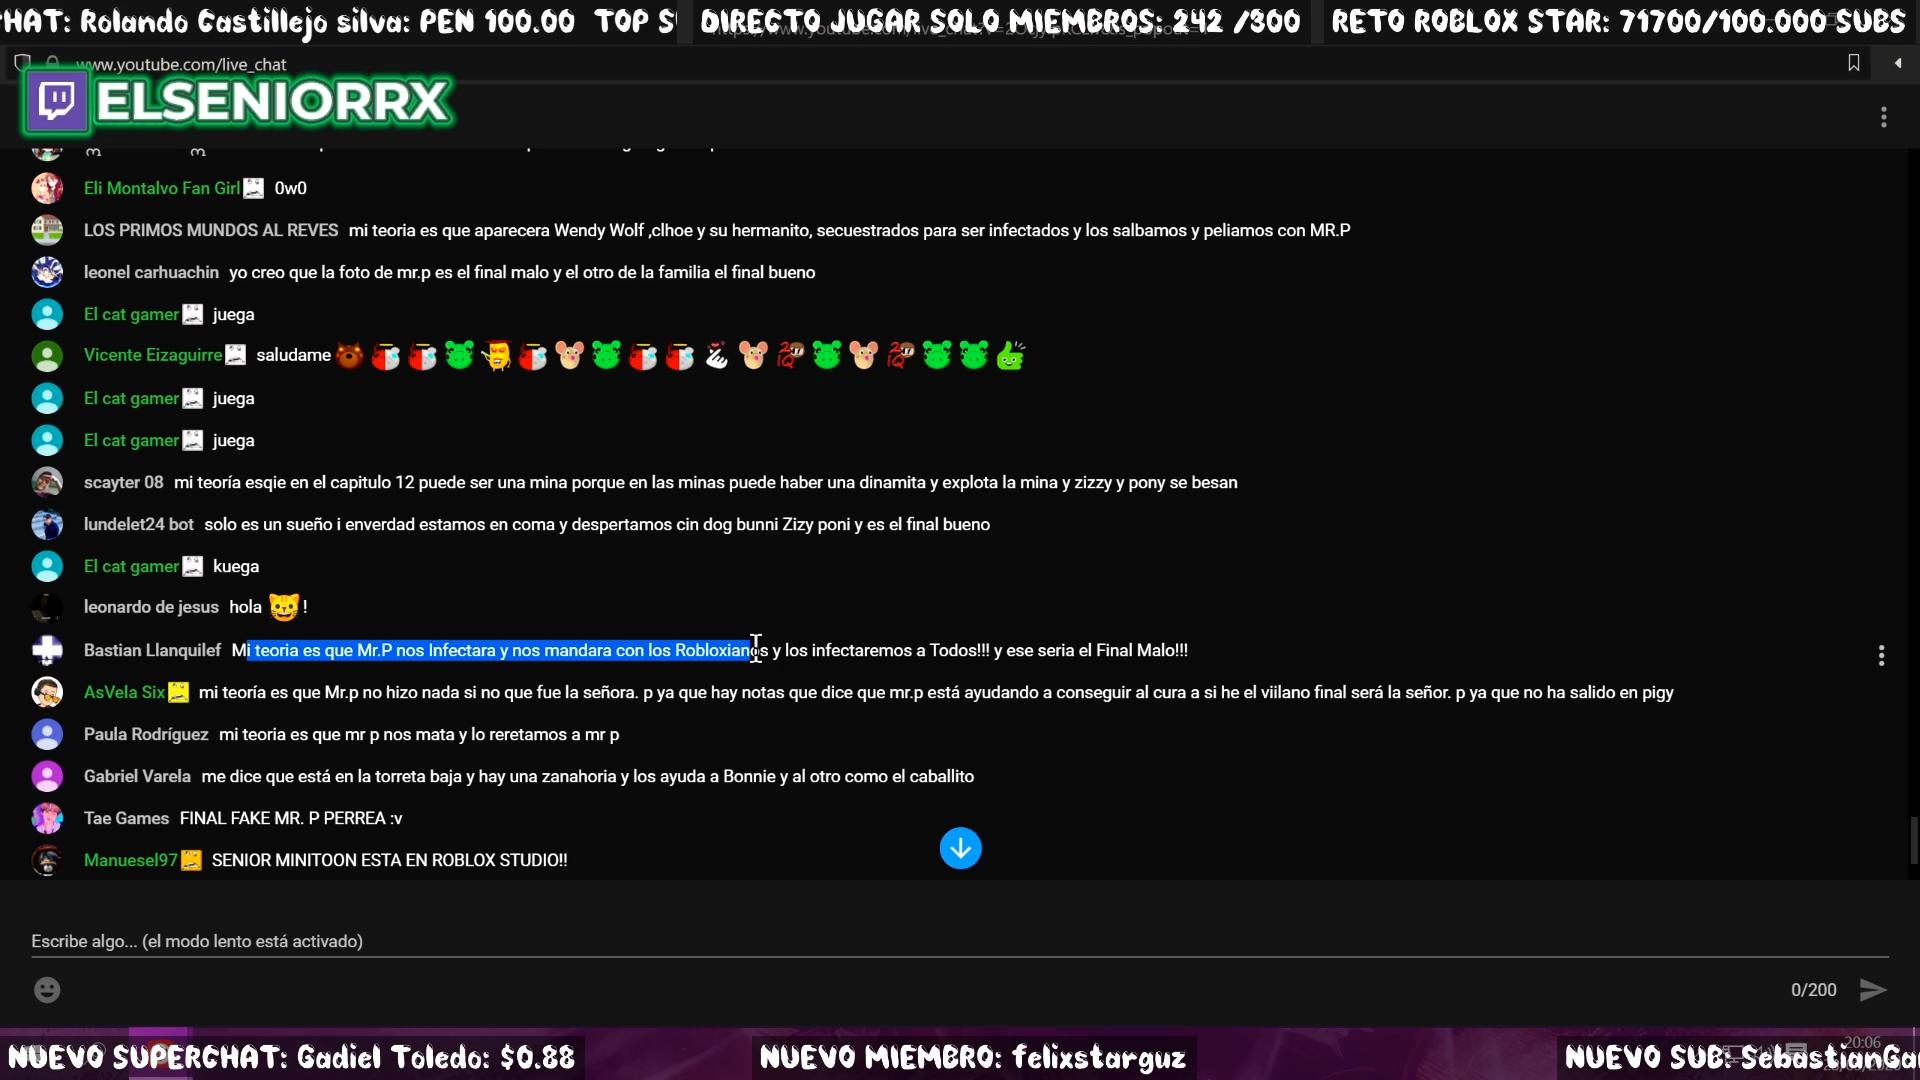 HAT: Rolando Castillejo silva: PEN 100.00 TOP S
DIRECTO JUGAR SOLO MIEMBROS: 242 /300
RETO ROBLOX STAR: 71700/100.000 SUBS
www.youtube.com/live_chat
ELSENIORRX
Eli Montalvo Fan Girl 0w0
LOS PRIMOS MUNDOS AL REVES mi teoria es que aparecera Wendy Wolf ,clhoe y su hermanito, secuestrados para ser infectados y los salbamos y peliamos con MR.P
leonel carhuachin yo creo que la foto de mr.p es el final malo y el otro de la familia el final bueno
El cat gamer juega
Vicente Eizaguirre saludame
El cat gamer juega
El cat gamer juega
scayter 08 mi teoría esqie en el capitulo 12 puede ser una mina porque en las minas puede haber una dinamita y explota la mina y zizzy y pony se besan
lundelet24 bot solo es un sueño i enverdad estamos en coma y despertamos cin dog bunni Zizy poni y es el final bueno
El cat gamer kuega
leonardo de jesus hola !
Bastian Llanquilef Mi teoria es que Mr.P nos Infectara y nos mandara con los Robloxianos y los infectaremos a Todos!!! y ese seria el Final Malo!!!
AsVela Six mi teoría es que Mr.p no hizo nada si no que fue la señora. p ya que hay notas que dice que mr.p está ayudando a conseguir al cura a si he el viilano final será la señor. p ya que no ha salido en pigy
Paula Rodríguez mi teoria es que mr p nos mata y lo reretamos a mr p
Gabriel Varela me dice que está en la torreta baja y hay una zanahoria y los ayuda a Bonnie y al otro como el caballito
Tae Games FINAL FAKE MR. P PERREA :v
Manuesel97 SENIOR MINITOON ESTA EN ROBLOX STUDIO!!
Escribe algo... (el modo lento está activado)
0/200
NUEVO SUPERCHAT: Gadiel Toledo: $0.88
NUEVO MIEMBRO: felixstarguz
20:06
NUEVO SUB: SebastianGa